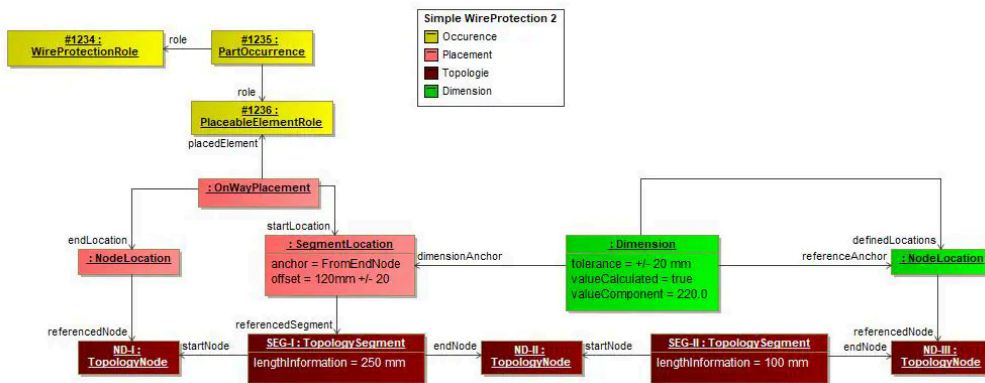 Simple WireProtection 2
Occurence
Placement
Topologie
Dimension
#1234 :
WireProtectionRole
role
#1235 :
PartOccurrence
role
#1236 :
PlaceableElementRole
placedElement
: OnWayPlacement
startLocation
endLocation
: NodeLocation
: SegmentLocation
anchor = FromEndNode
offset = 120mm +/- 20
dimensionAnchor
: Dimension
tolerance = +/- 20 mm
valueCalculated = true
valueComponent = 220.0
definedLocations
referenceAnchor
: NodeLocation
referencedNode
referencedSegment
referencedNode
ND-I :
TopologyNode
startNode
SEG-I : TopologySegment
lengthInformation = 250 mm
endNode
ND-II :
TopologyNode
startNode
SEG-II : TopologySegment
lengthInformation = 100 mm
endNode
ND-III :
TopologyNode